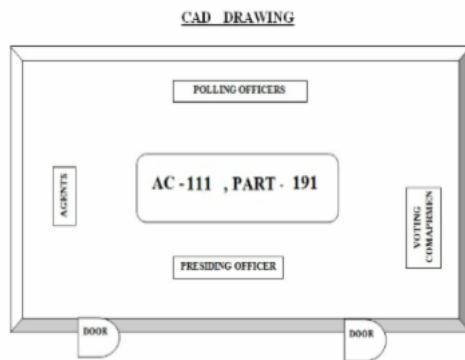 CAD DRAWING
POLLING OFFICERS
AGENTS
AC -111 , PART - 191
VOTING
COMAPRMEN
PRESIDING OFFICER
DOOR
DOOR